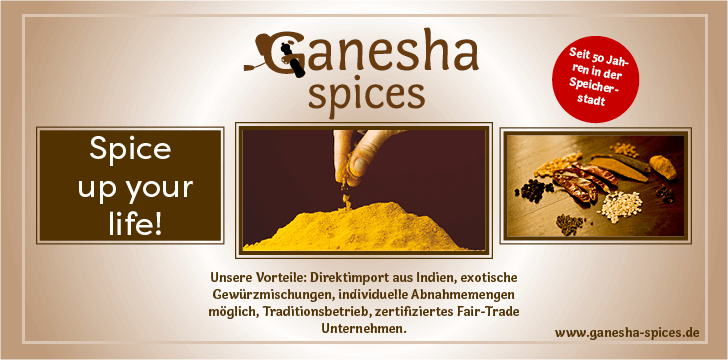 Ganesha
spices
Seit 50 Jah-
ren in der
Speicher-
stadt
Spice
up your
life!
Unsere Vorteile: Direktimport aus Indien, exotische
Gewürzmischungen, individuelle Abnahmemengen
möglich, Traditionsbetrieb, zertifiziertes Fair-Trade
Unternehmen.
www.ganesha-spices.de